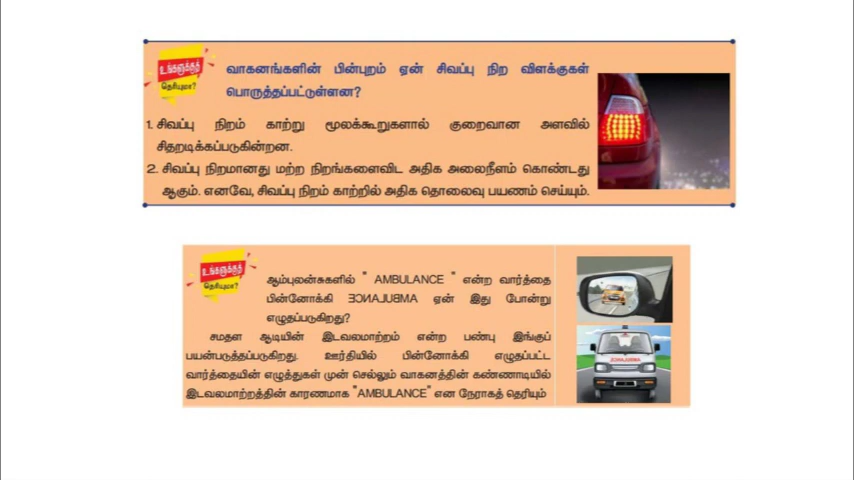 உங்களுக்குத்
தெரியுமா?
வாகனங்களின் பின்புறம் ஏன் சிவப்பு நிற விளக்குகள்
பொருத்தப்பட்டுள்ளன?
1. சிவப்பு நிறம் காற்று மூலக்கூறுகளால் குறைவான அளவில்
சிதறடிக்கப்படுகின்றன.
2. சிவப்பு நிறமானது மற்ற நிறங்களைவிட அதிக அலைநீளம் கொண்டது
ஆகும். எனவே, சிவப்பு நிறம் காற்றில் அதிக தொலைவு பயணம் செய்யும்.
உங்களுக்குத்
தெரியுமா?
ஆம்புலன்சுகளில் " AMBULANCE " என்ற வார்த்தை
பின்னோக்கி ƎƆИA⅃UᗺMA ஏன் இது போன்று
எழுதப்படுகிறது?
சமதள ஆடியின் இடவலமாற்றம் என்ற பண்பு இங்குப்
பயன்படுத்தப்படுகிறது. ஊர்தியில் பின்னோக்கி எழுதப்பட்ட
வார்த்தையின் எழுத்துகள் முன் செல்லும் வாகனத்தின் கண்ணாடியில்
இடவலமாற்றத்தின் காரணமாக "AMBULANCE" என நேராகத் தெரியும்